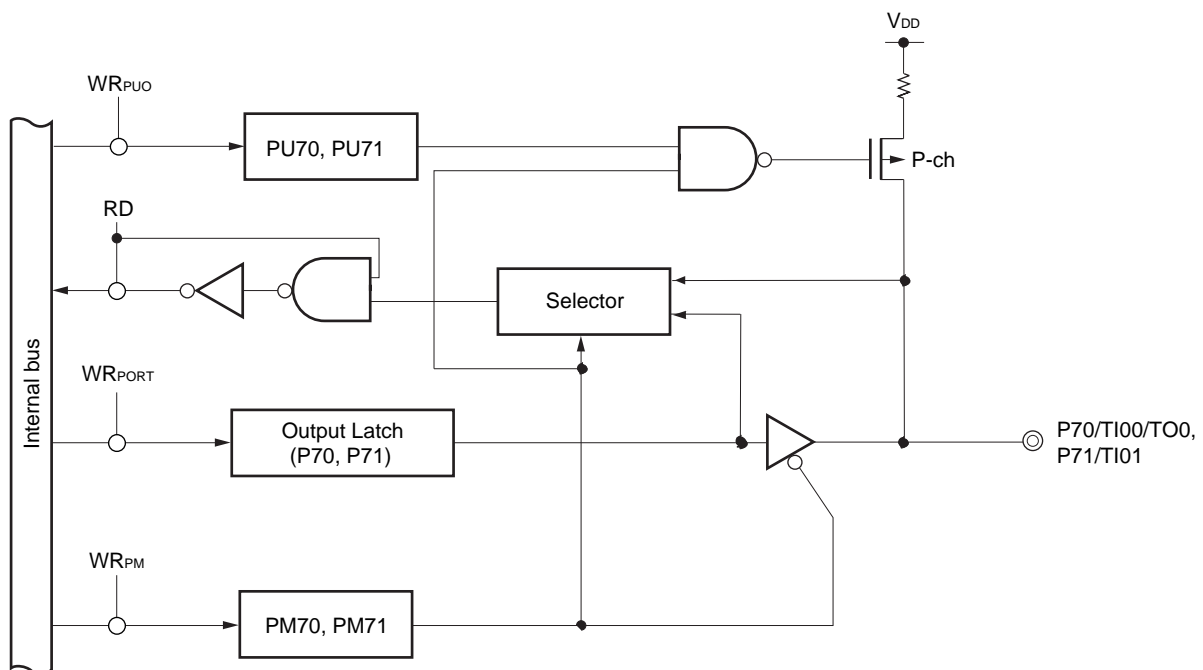 VDD
WRPUO
PU70, PU71
P-ch
RD
Selector
Internal bus
WRPORT
Output Latch
(P70, P71)
P70/TI00/TO0,
P71/TI01
WRPM
PM70, PM71